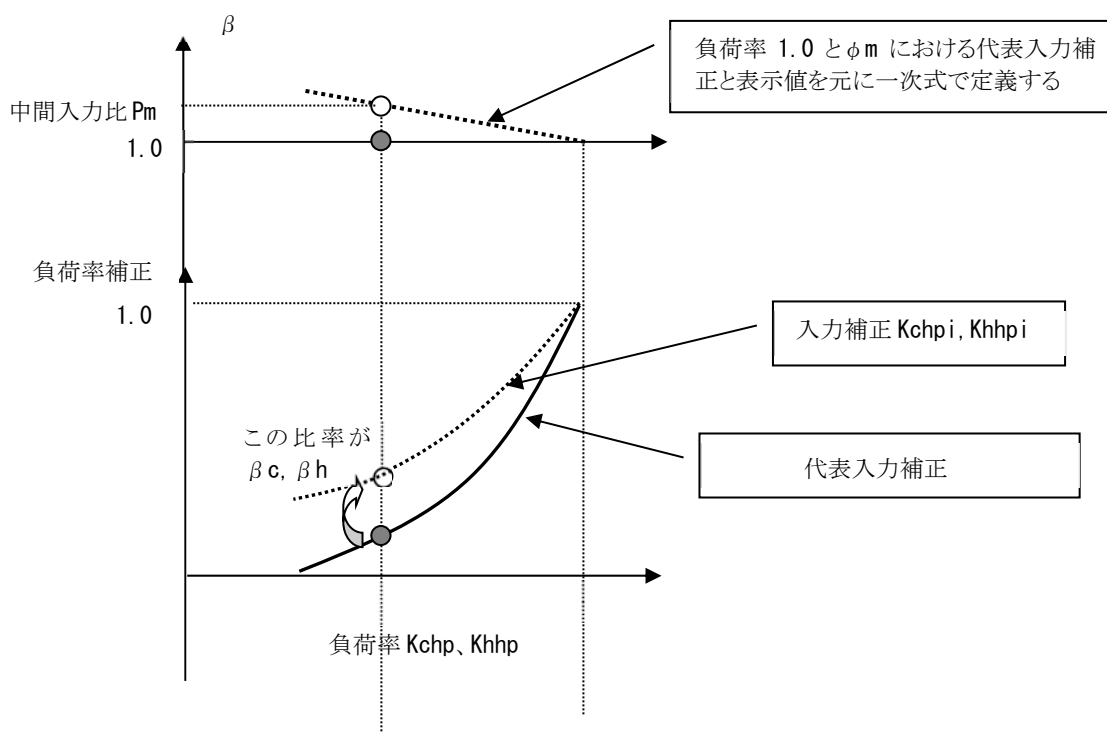 β
負荷率 1.0 とφm における代表入力補
正と表示値を元に一次式で定義する
中間入力比 Pm
1.0
負荷率補正
1.0
入力補正 Kchpi, Khhpi
この比率が
βc, βh
代表入力補正
負荷率 Kchp、Khhp